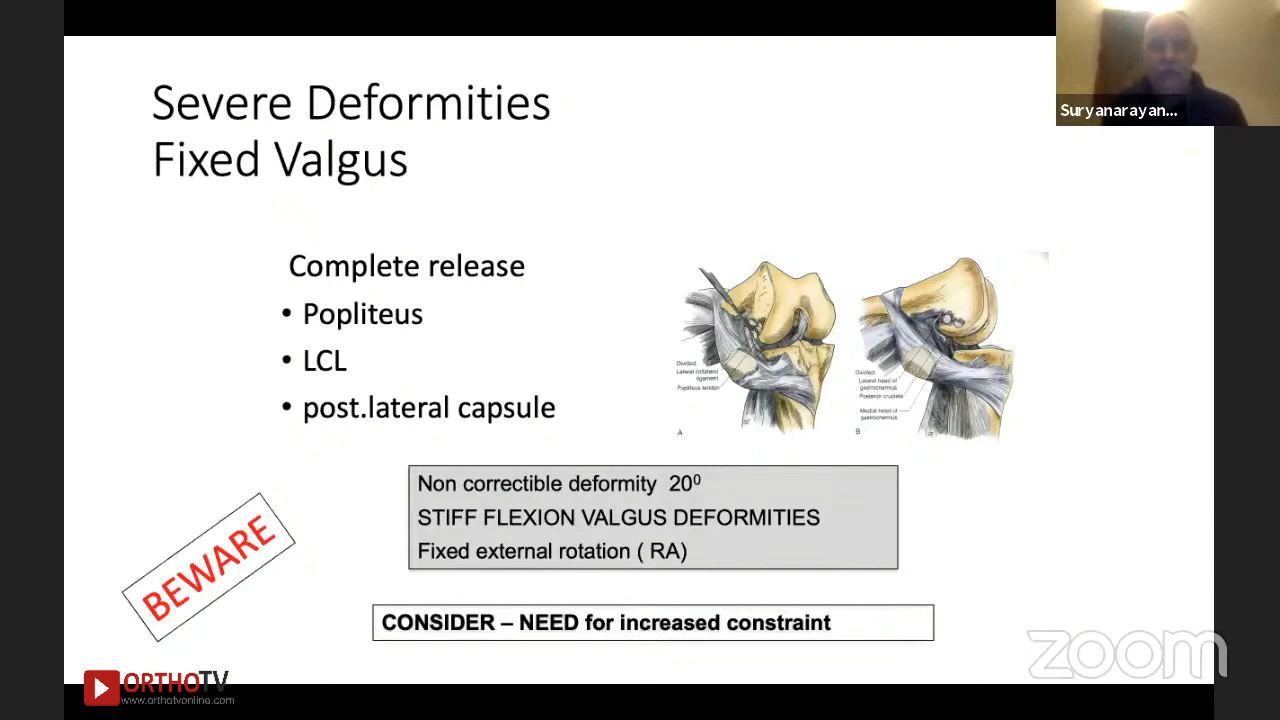 Suryanarayan...
Severe Deformities
Fixed Valgus
Complete release
• Popliteus
• LCL
• post.lateral capsule
Divided.
Lateral collateral
ligament
Popliteus tendon
A
Divided:
Lateral head of
gastrocnemius
Posterior cruciate
Medial head of
gastrocnemius
B
Non correctible deformity 20⁰
STIFF FLEXION VALGUS DEFORMITIES
Fixed external rotation ( RA)
BEWARE
CONSIDER – NEED for increased constraint
zoom
ORTHOTV
www.orthotvonline.com